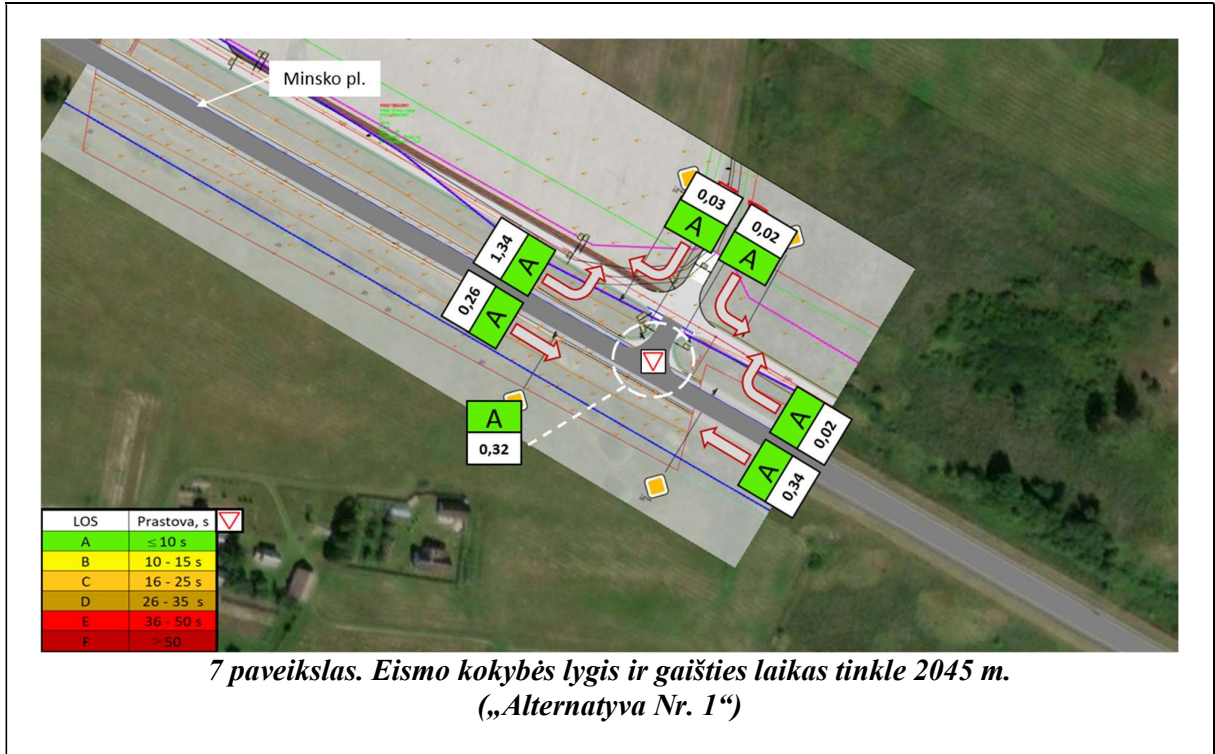 Minsko pl.
0,03
A
0,02
A
1,34
A
0,26
A
A
0,32
A
0,02
A
0,34
LOS Prastova, s
A ≤ 10 s
B 10 - 15 s
C 16 - 25 s
D 26 - 35 s
E 36 - 50 s
F > 50
7 paveikslas. Eismo kokybės lygis ir gaišties laikas tinkle 2045 m.
(„Alternatyva Nr. 1“)